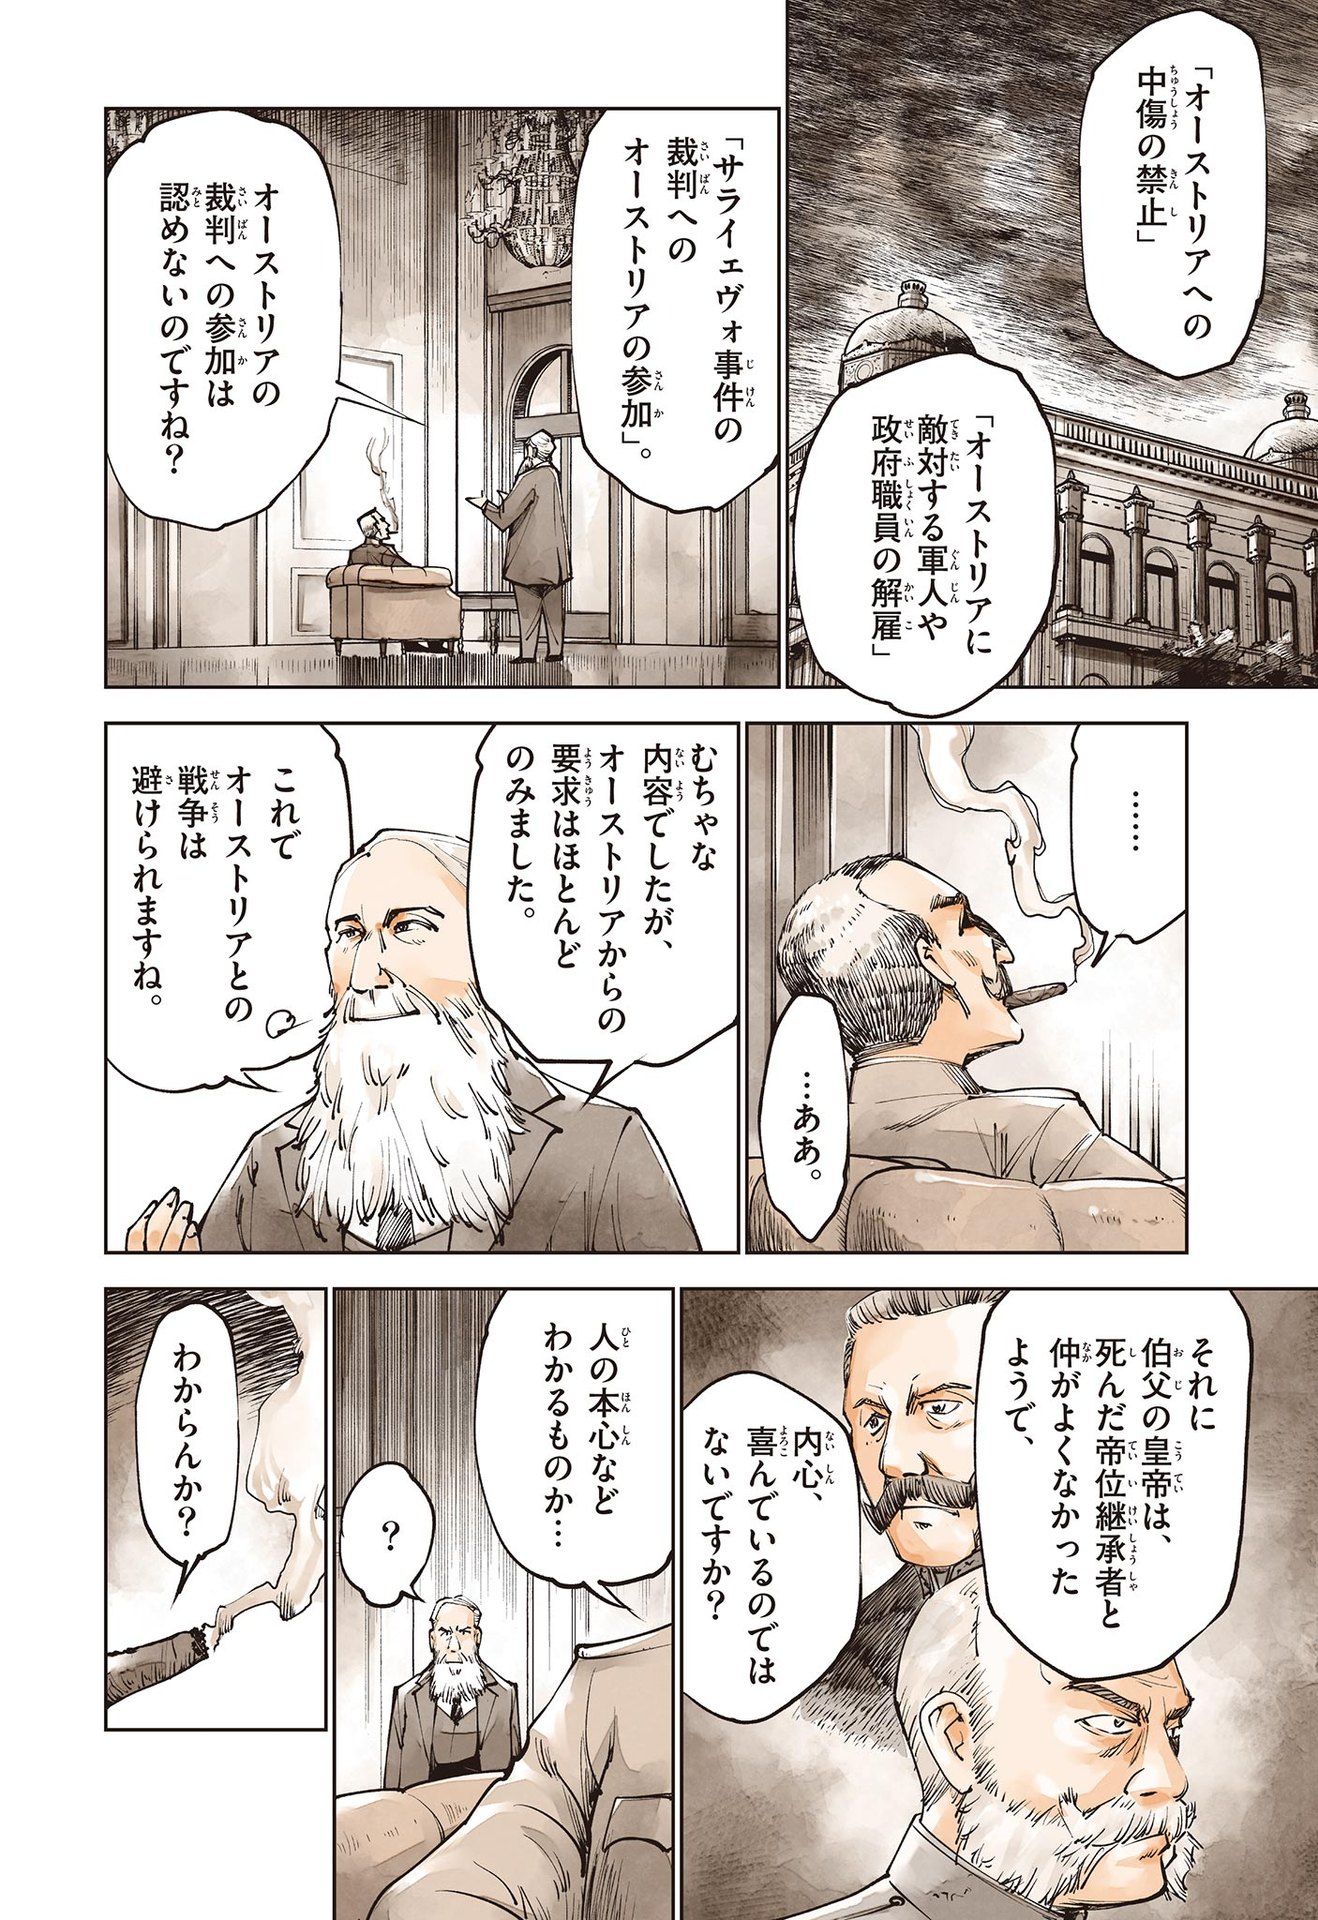 「オーストリアへの
中傷の禁止」
「オーストリアに
敵対する軍人や
政府職員の解雇」
「サライェヴォ事件の
裁判への
オーストリアの参加」。
オーストリアの
裁判への参加は
認めないのですね？
……
…ああ。
むちゃな
内容でしたが、
オーストリアからの
要求はほとんど
のみました。
これで
オーストリアとの
戦争は
避けられますね。
それに
伯父の皇帝は、
死んだ帝位継承者と
仲がよくなかった
ようで、
内心、
喜んでいるのでは
ないですか？
人の本心など
わかるものか…
？
わからんか？